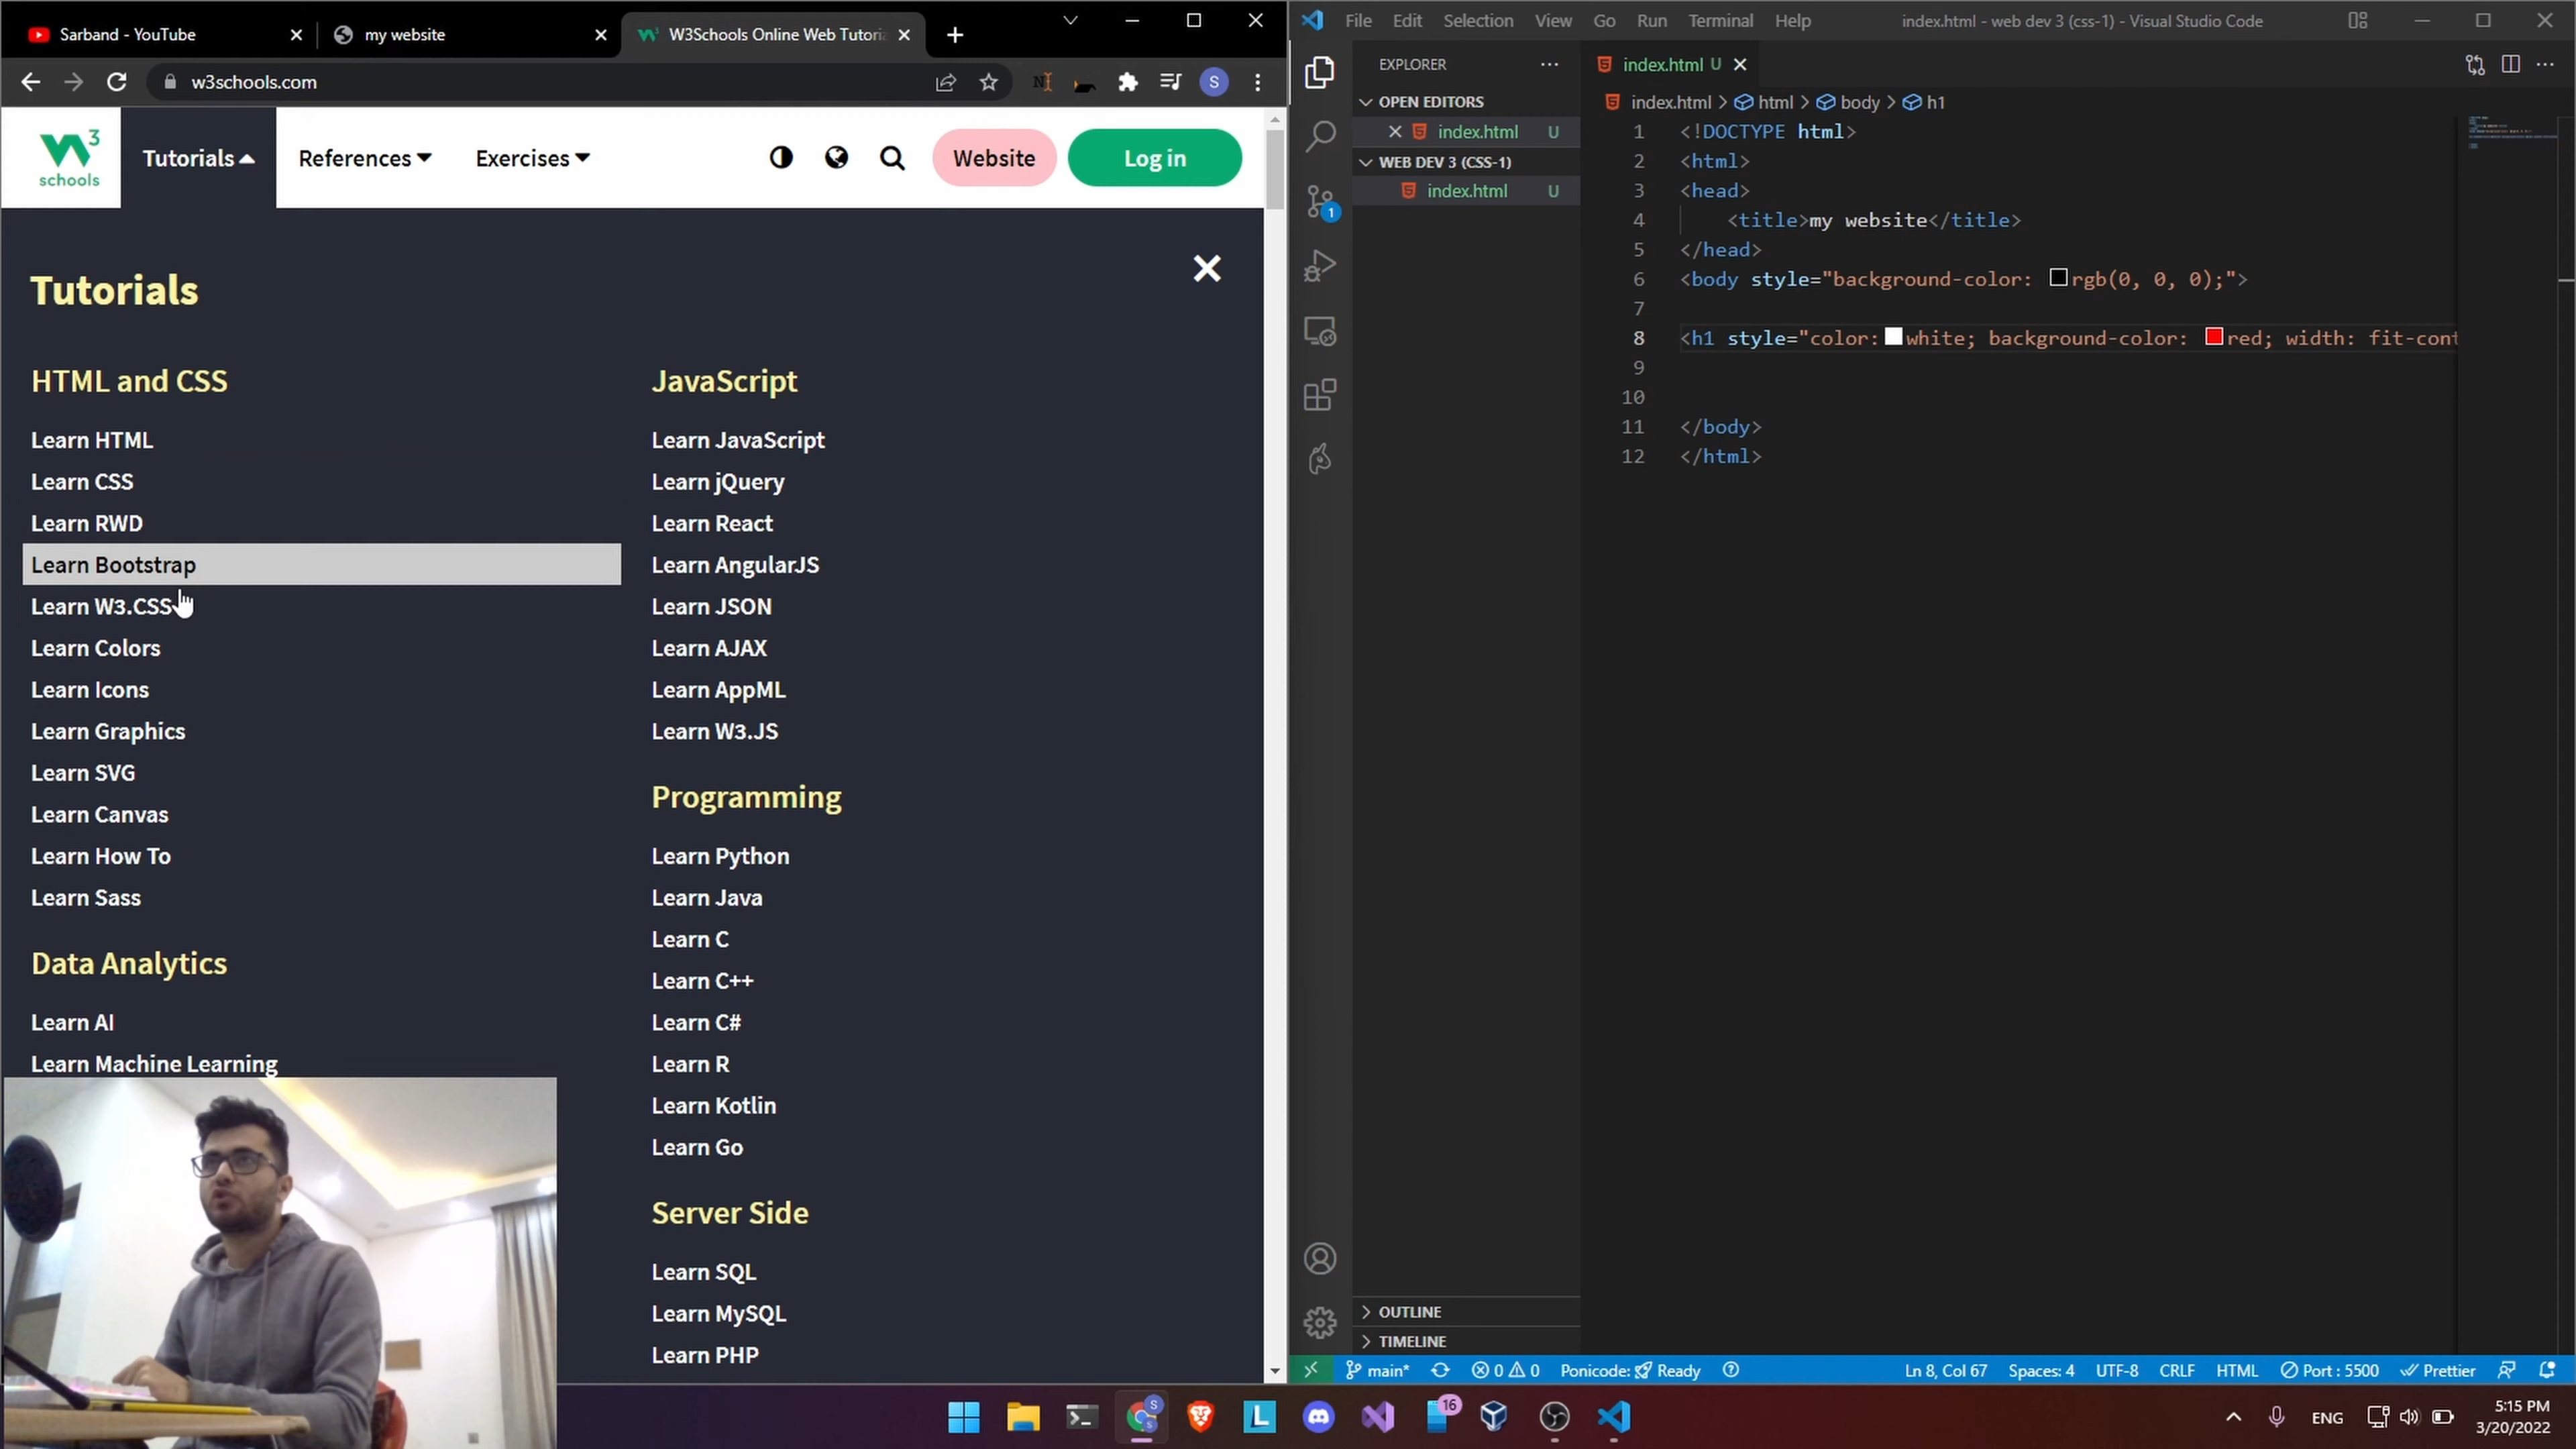 Sarband - YouTube
my website
W3Schools Online Web Tutoria
w3schools.com
3
schools
Tutorials
References
Exercises
Website
Log in
Tutorials
HTML and CSS
Learn HTML
Learn CSS
Learn RWD
Learn Bootstrap
Learn W3.CSS
Learn Colors
Learn Icons
Learn Graphics
Learn SVG
Learn Canvas
Learn How To
Learn Sass
Data Analytics
Learn AI
Learn Machine Learning
JavaScript
Learn JavaScript
Learn jQuery
Learn React
Learn AngularJS
Learn JSON
Learn AJAX
Learn AppML
Learn W3.JS
Programming
Learn Python
Learn Java
Learn C
Learn C++
Learn C#
Learn R
Learn Kotlin
Learn Go
Server Side
Learn SQL
Learn MySQL
Learn PHP
File Edit Selection View Go Run Terminal Help
index.html - web dev 3 (css-1) - Visual Studio Code
EXPLORER
OPEN EDITORS
index.html U
WEB DEV 3 (CSS-1)
index.html U
OUTLINE
TIMELINE
index.html U
index.html > html > body > h1
1 <!DOCTYPE html>
2 <html>
3 <head>
4 <title>my website</title>
5 </head>
6 <body style="background-color: rgb(0, 0, 0);">
7
8 <h1 style="color: white; background-color: red; width: fit-cont
9
10
11 </body>
12 </html>
1
main* 0 0 Ponicode: Ready
Ln 8, Col 67 Spaces: 4 UTF-8 CRLF HTML Port : 5500 Prettier
S
S
L
16
ENG
5:15 PM
3/20/2022